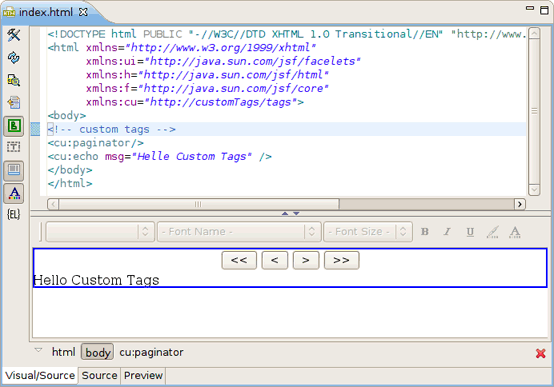 index.html
<!DOCTYPE html PUBLIC "-//W3C//DTD XHTML 1.0 Transitional//EN" "http://www.
<html xmlns="http://www.w3.org/1999/xhtml"
xmlns:ui="http://java.sun.com/jsf/facelets"
xmlns:h="http://java.sun.com/jsf/html"
xmlns:f="http://java.sun.com/jsf/core"
xmlns:cu="http://customTags/tags">
<body>
<!-- custom tags -->
<cu:paginator/>
<cu:echo msg="Helle Custom Tags" />
</body>
</html>
{EL}
- Font Name - - Font Size - B I U A
<< < > >>
Hello Custom Tags
html body cu:paginator
Visual/Source Source Preview